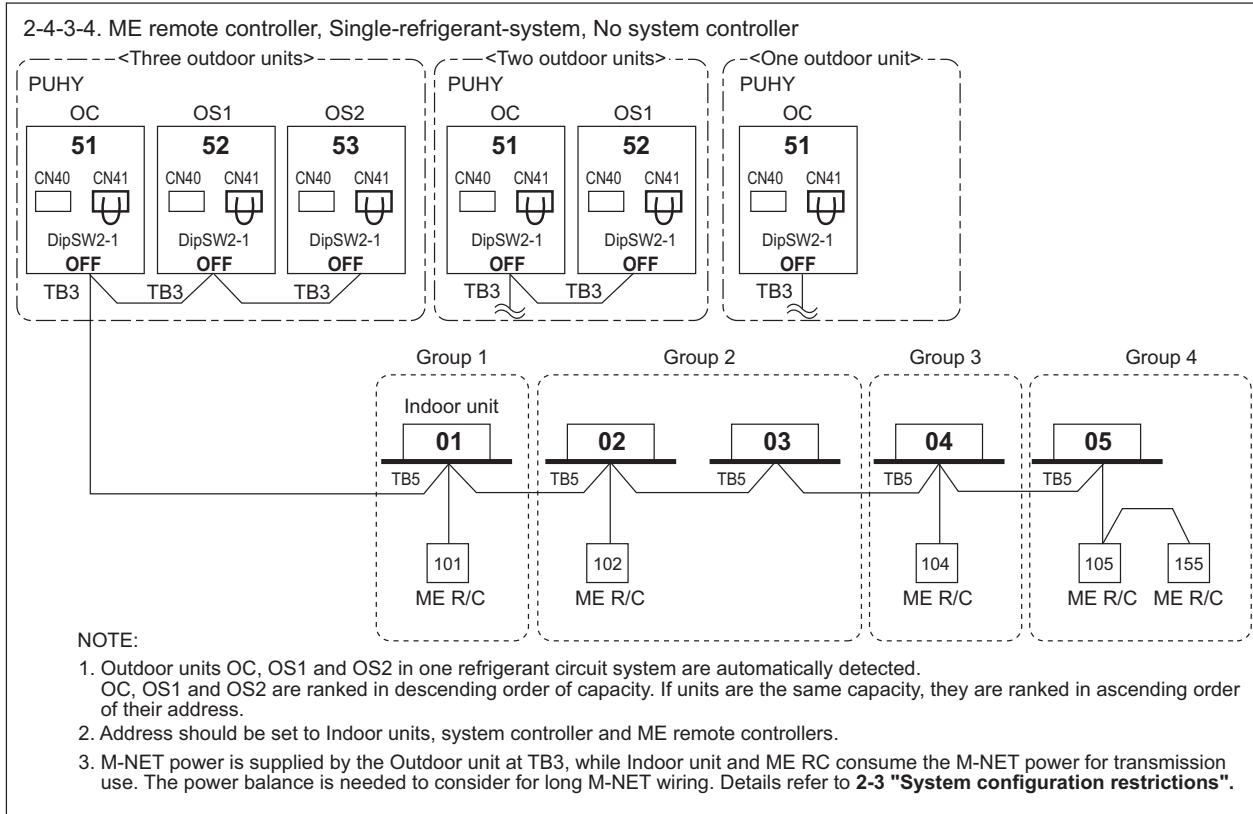 2-4-3-4. ME remote controller, Single-refrigerant-system, No system controller
<Three outdoor units> <Two outdoor units> <One outdoor unit>
PUHY PUHY PUHY
OC OS1 OS2 OC OS1 OC
51 52 53 51 52 51
CN40 CN41 CN40 CN41 CN40 CN41 CN40 CN41 CN40 CN41 CN40 CN41
DipSW2-1 DipSW2-1 DipSW2-1 DipSW2-1 DipSW2-1 DipSW2-1
OFF OFF OFF OFF OFF OFF
TB3 TB3 TB3 TB3 TB3 TB3
Group 1 Group 2 Group 3 Group 4
Indoor unit
01 02 03 04 05
TB5 TB5 TB5 TB5 TB5
101 102 104 105 155
ME R/C ME R/C ME R/C ME R/C ME R/C
NOTE:
1. Outdoor units OC, OS1 and OS2 in one refrigerant circuit system are automatically detected.
OC, OS1 and OS2 are ranked in descending order of capacity. If units are the same capacity, they are ranked in ascending order
of their address.
2. Address should be set to Indoor units, system controller and ME remote controllers.
3. M-NET power is supplied by the Outdoor unit at TB3, while Indoor unit and ME RC consume the M-NET power for transmission
use. The power balance is needed to consider for long M-NET wiring. Details refer to 2-3 "System configuration restrictions".